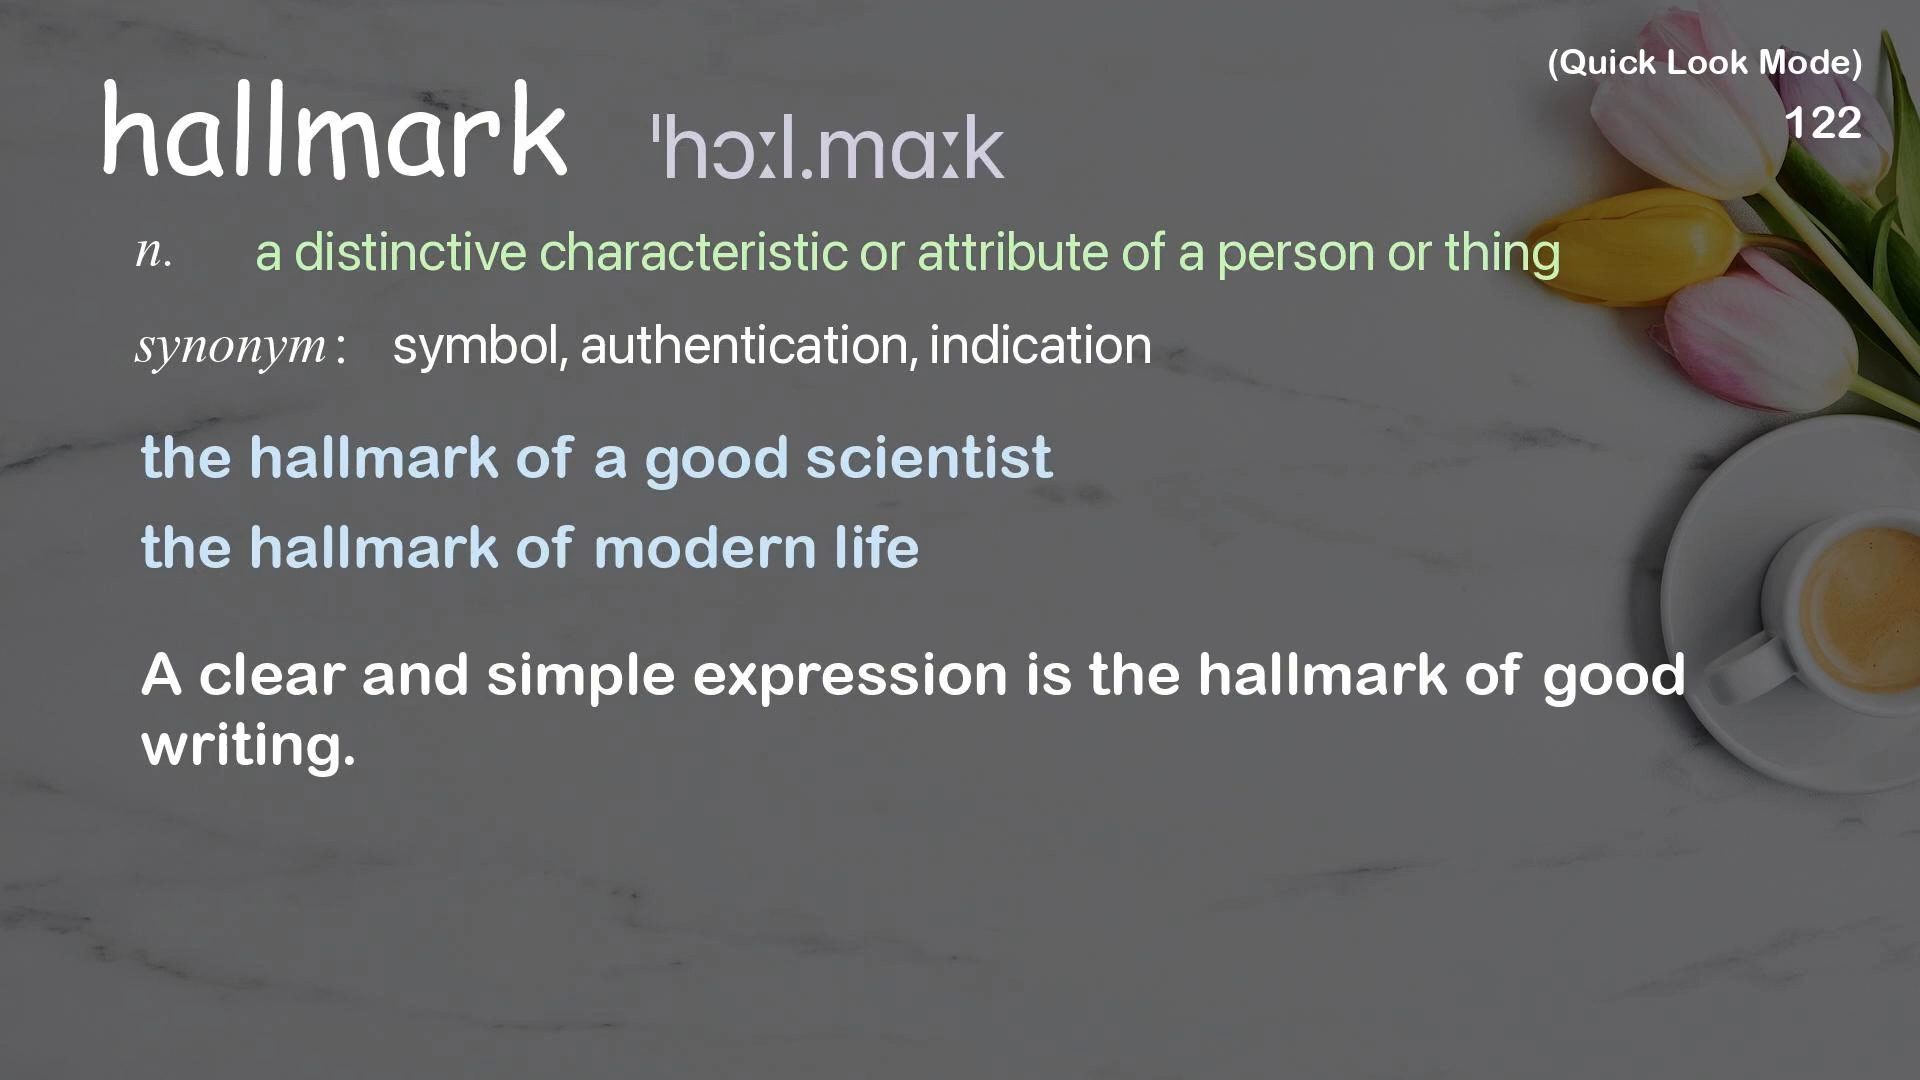 (Quick Look Mode)
122
hallmark ˈhɔːl.mɑːk
n. a distinctive characteristic or attribute of a person or thing
synonym: symbol, authentication, indication
the hallmark of a good scientist
the hallmark of modern life
A clear and simple expression is the hallmark of good
writing.